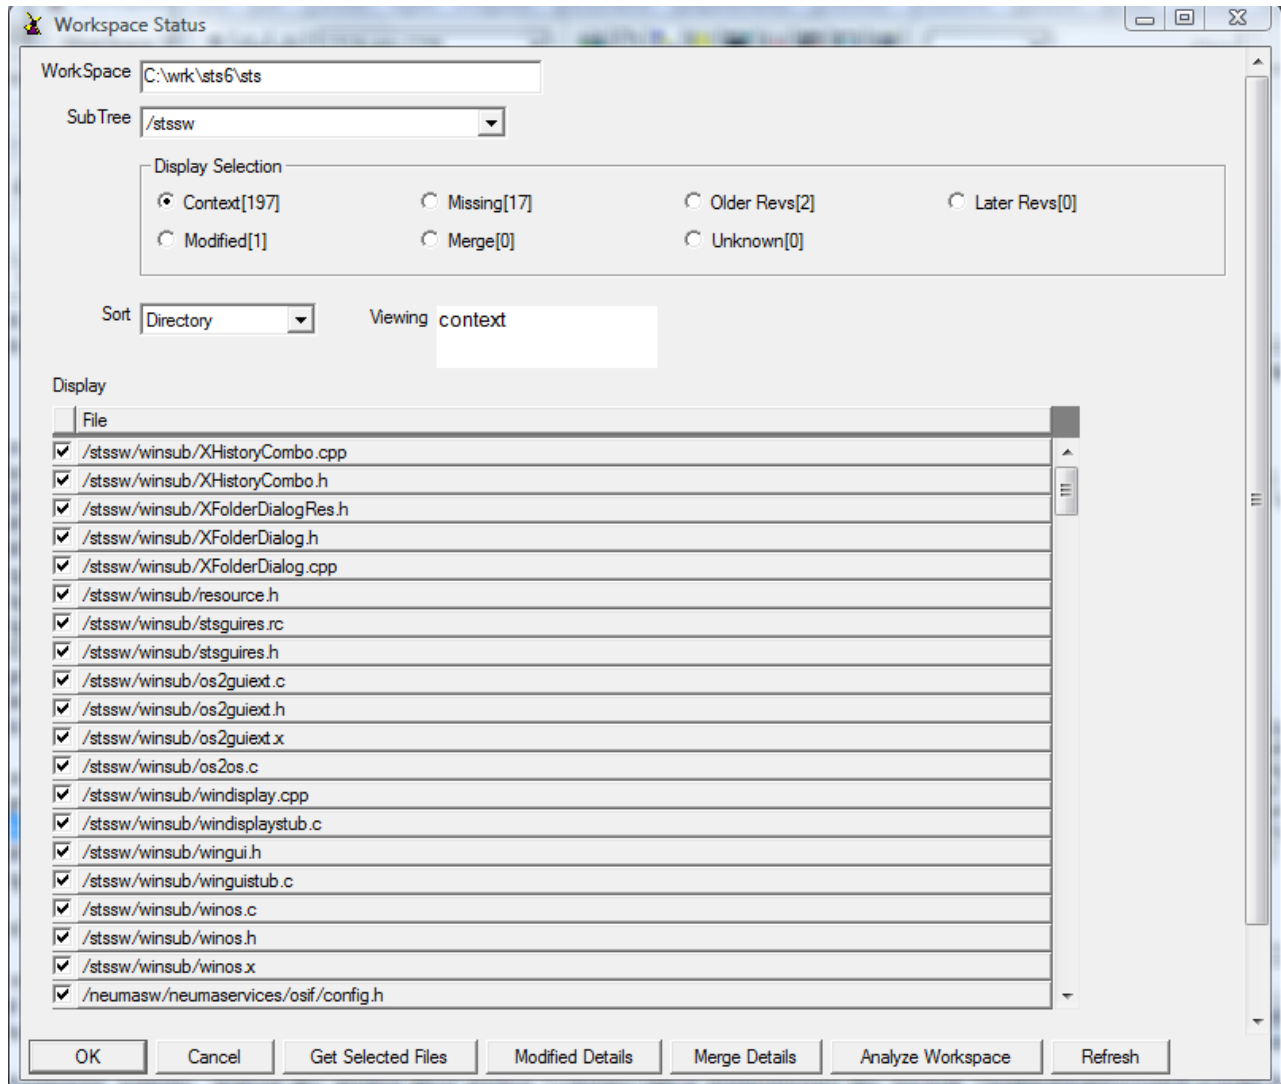 Workspace Status
WorkSpace C:\wrk\sts6\sts
SubTree /stssw
Display Selection
Context[197] Missing[17] Older Revs[2] Later Revs[0]
Modified[1] Merge[0] Unknown[0]
Sort Directory Viewing context
Display
File
/stssw/winsub/XHistoryCombo.cpp
/stssw/winsub/XHistoryCombo.h
/stssw/winsub/XFolderDialogRes.h
/stssw/winsub/XFolderDialog.h
/stssw/winsub/XFolderDialog.cpp
/stssw/winsub/resource.h
/stssw/winsub/stsguires.rc
/stssw/winsub/stsguires.h
/stssw/winsub/os2guiext.c
/stssw/winsub/os2guiext.h
/stssw/winsub/os2guiext.x
/stssw/winsub/os2os.c
/stssw/winsub/windisplay.cpp
/stssw/winsub/windisplaystub.c
/stssw/winsub/wingui.h
/stssw/winsub/winguistub.c
/stssw/winsub/winos.c
/stssw/winsub/winos.h
/stssw/winsub/winos.x
/neumasw/neumaservices/osif/config.h
OK Cancel Get Selected Files Modified Details Merge Details Analyze Workspace Refresh